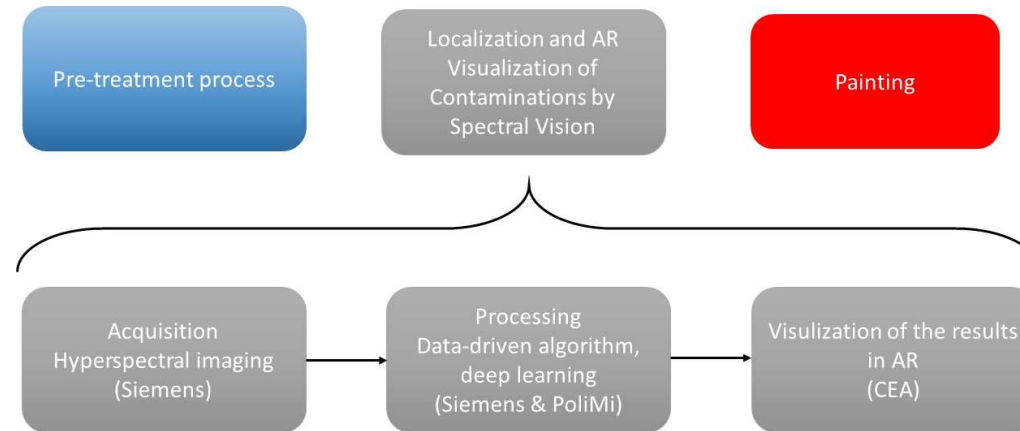 Pre-treatment process
Localization and AR
Visualization of
Contaminations by
Spectral Vision
Painting
Acquisition
Hyperspectral imaging
(Siemens)
Processing
Data-driven algorithm,
deep learning
(Siemens & PoliMi)
Visulization of the results
in AR
(CEA)